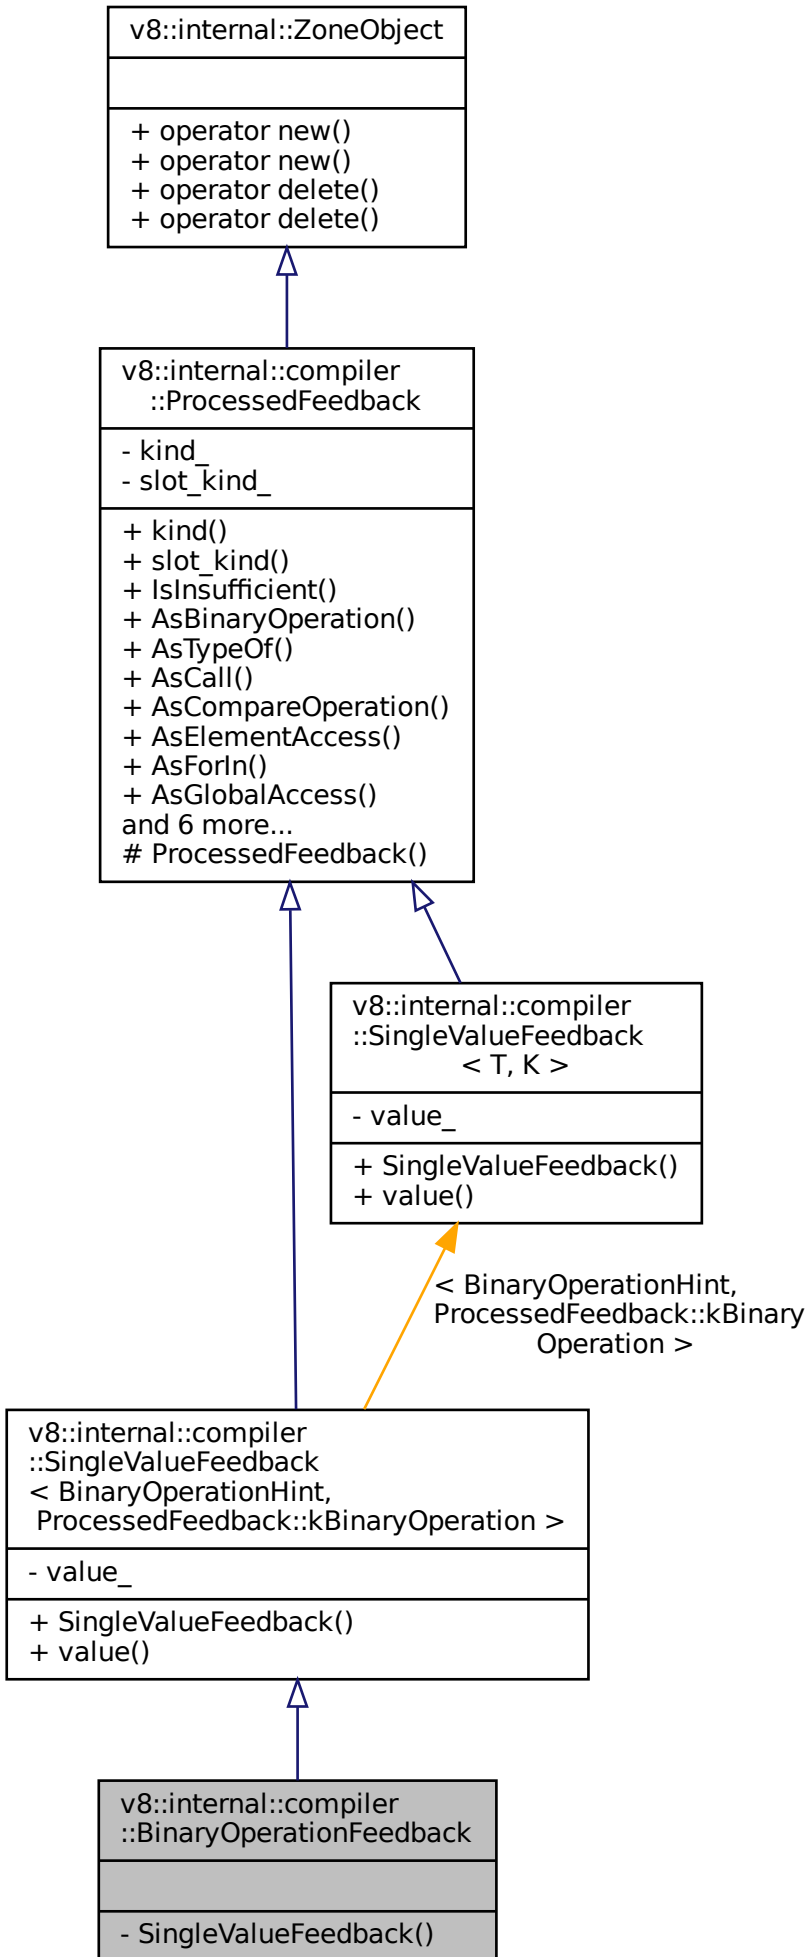 v8::internal::ZoneObject
+ operator new()
+ operator new()
+ operator delete()
+ operator delete()
v8::internal::compiler
::ProcessedFeedback
- kind_
- slot_kind_
+ kind()
+ slot_kind()
+ IsInsufficient()
+ AsBinaryOperation()
+ AsTypeOf()
+ AsCall()
+ AsCompareOperation()
+ AsElementAccess()
+ AsForIn()
+ AsGlobalAccess()
and 6 more...
# ProcessedFeedback()
v8::internal::compiler
::SingleValueFeedback
< T, K >
- value_
+ SingleValueFeedback()
+ value()
< BinaryOperationHint,
ProcessedFeedback::kBinary
Operation >
v8::internal::compiler
::SingleValueFeedback
< BinaryOperationHint,
ProcessedFeedback::kBinaryOperation >
- value_
+ SingleValueFeedback()
+ value()
v8::internal::compiler
::BinaryOperationFeedback
- SingleValueFeedback()